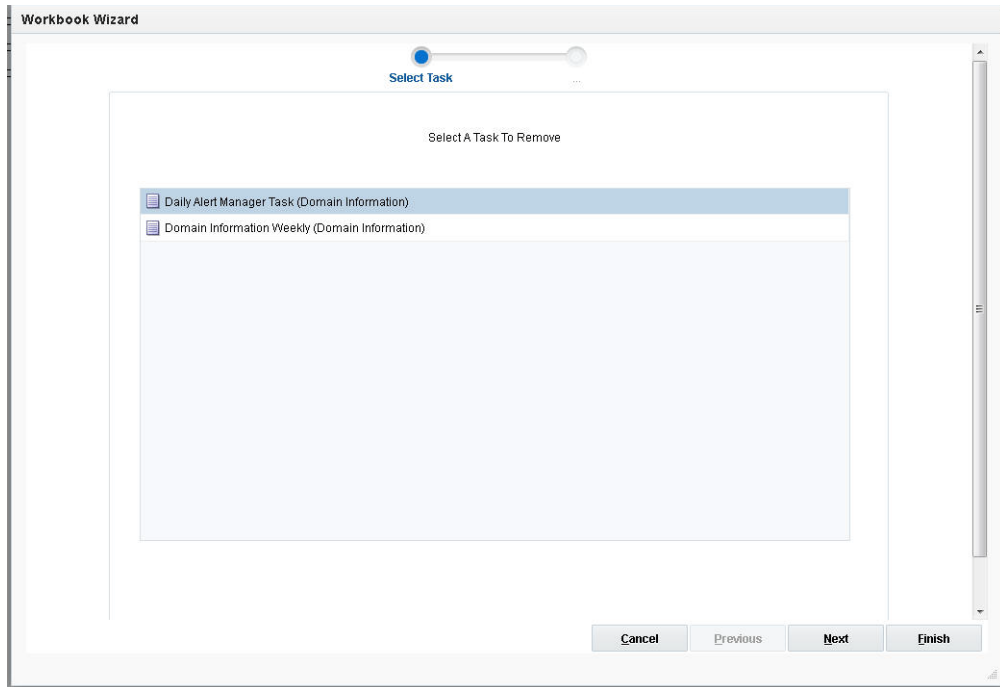 Workbook Wizard
Select Task
...
Select A Task To Remove
Daily Alert Manager Task (Domain Information)
Domain Information Weekly (Domain Information)
Cancel
Previous
Next
Finish